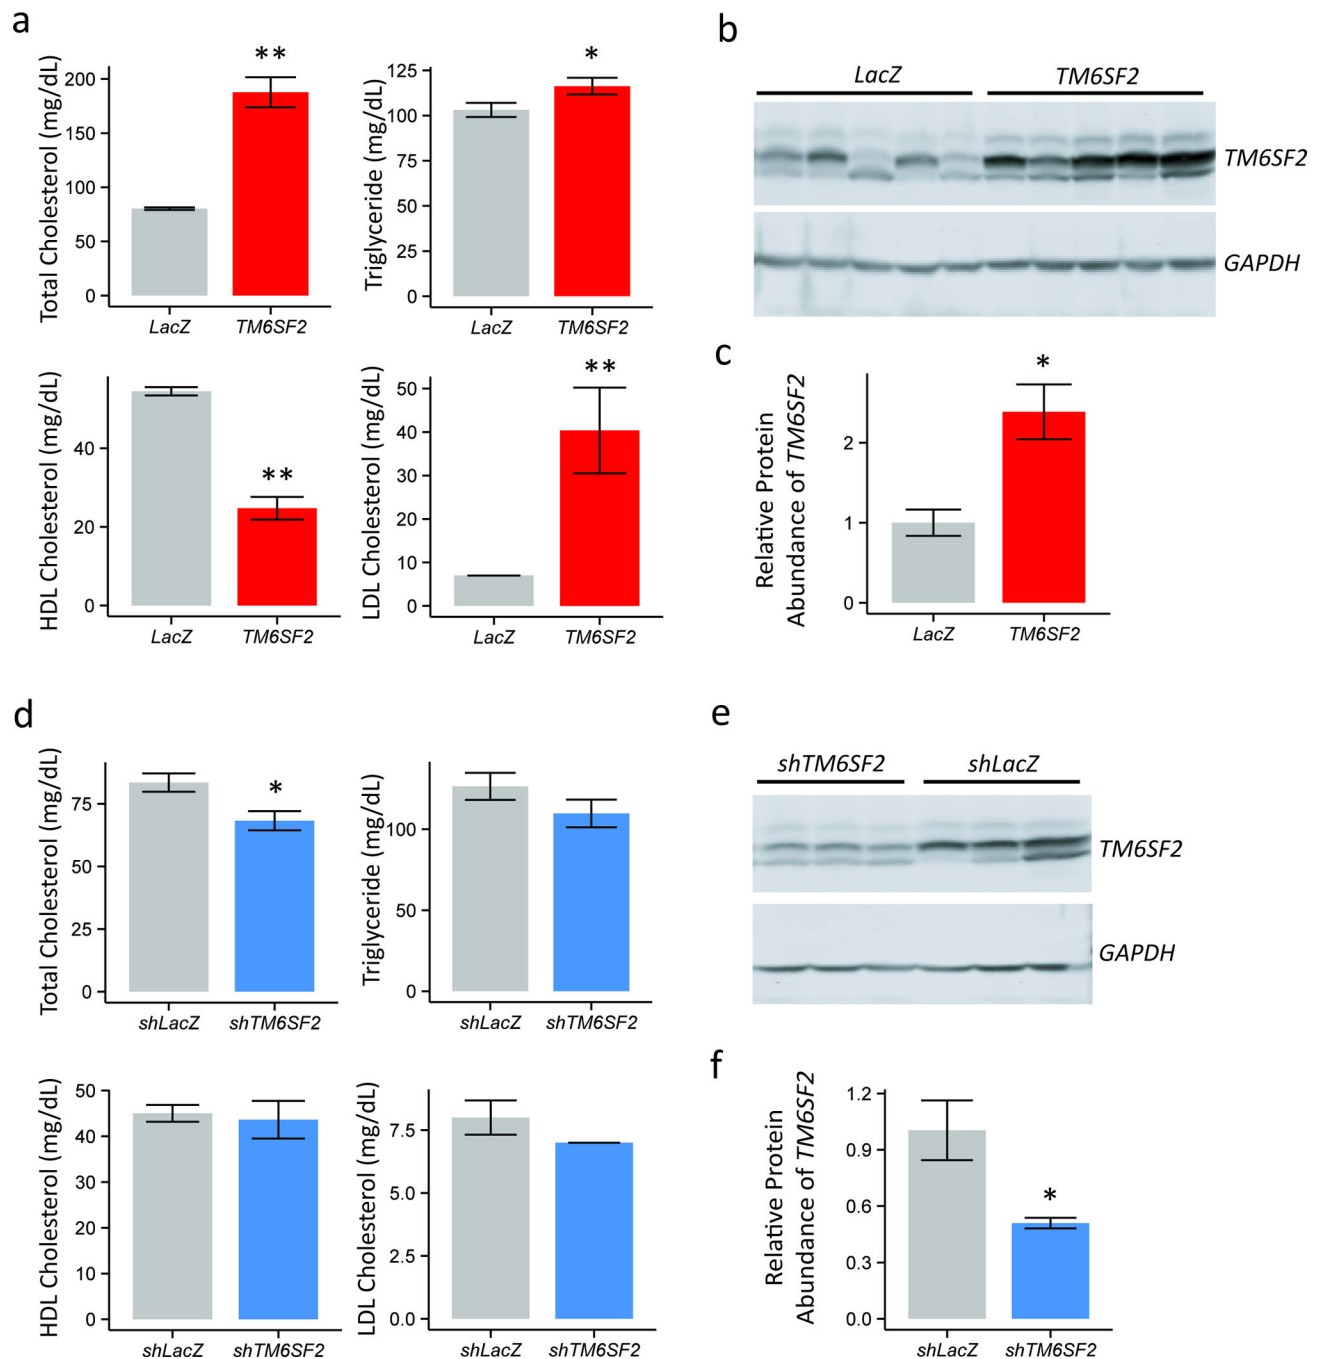 a
Total Cholesterol (mg/dL)
200
150
100
50
0
**
LacZ
TM6SF2
Triglyceride (mg/dL)
125
100
75
50
25
0
*
LacZ
TM6SF2
HDL Cholesterol (mg/dL)
40
20
0
**
LacZ
TM6SF2
LDL Cholesterol (mg/dL)
50
40
30
20
10
0
**
LacZ
TM6SF2
b
LacZ
TM6SF2
TM6SF2
GAPDH
c
Relative Protein
Abundance of TM6SF2
2
1
0
*
LacZ
TM6SF2
d
Total Cholesterol (mg/dL)
75
50
25
0
*
shLacZ
shTM6SF2
Triglyceride (mg/dL)
100
50
0
shLacZ
shTM6SF2
HDL Cholesterol (mg/dL)
50
40
30
20
10
0
shLacZ
shTM6SF2
LDL Cholesterol (mg/dL)
7.5
5.0
2.5
0.0
shLacZ
shTM6SF2
e
shTM6SF2
shLacZ
TM6SF2
GAPDH
f
Relative Protein
Abundance of TM6SF2
1.2
0.9
0.6
0.3
0.0
*
shLacZ
shTM6SF2